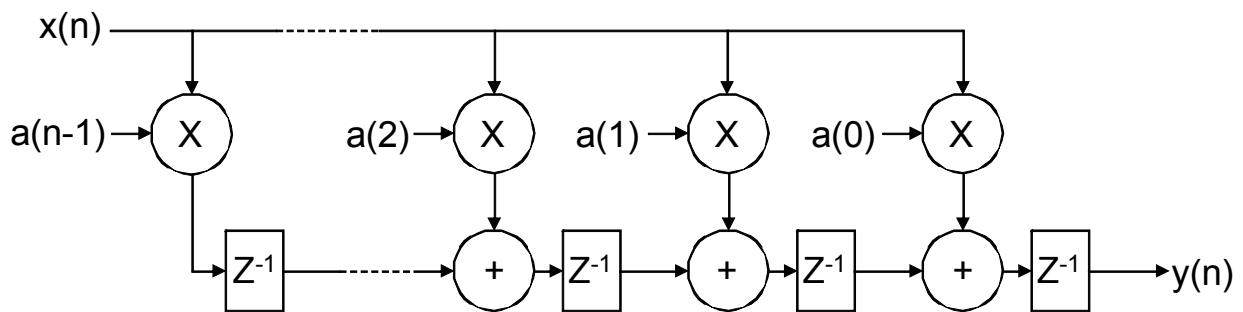 x(n)
X X X X
a(n-1) a(2) a(1) a(0)
+ + +
Z⁻¹ Z⁻¹ Z⁻¹ Z⁻¹
y(n)